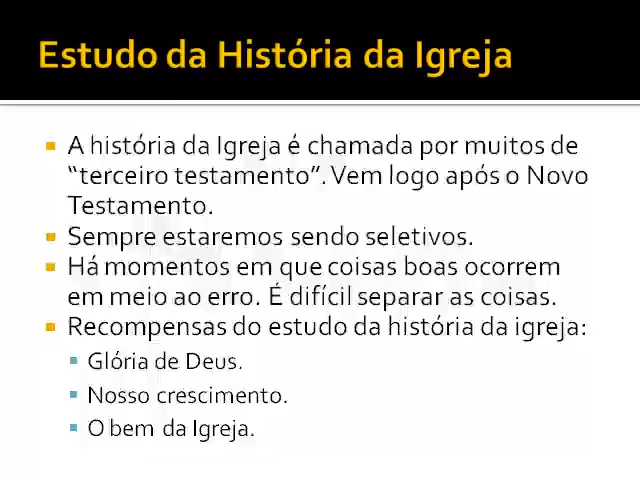 Estudo da História da Igreja
A história da Igreja é chamada por muitos de
“terceiro testamento”. Vem logo após o Novo
Testamento.
Sempre estaremos sendo seletivos.
Há momentos em que coisas boas ocorrem
em meio ao erro. É difícil separar as coisas.
Recompensas do estudo da história da igreja:
Glória de Deus.
Nosso crescimento.
O bem da Igreja.